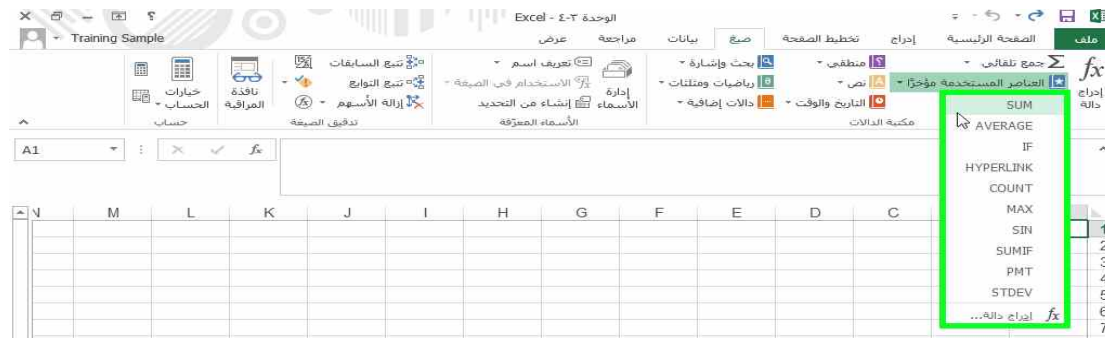 الوحدة ٣-٤ - Excel
Training Sample
ملف الصفحة الرئيسية إدراج تخطيط الصفحة صيغ بيانات مراجعة عرض
إدراج دالة
جمع تلقائي
العناصر المستخدمة مؤخرًا
منطقي
نص
التاريخ والوقت
بحث وإشارة
رياضيات ومثلثات
دالات إضافية
مكتبة الدالات
إدارة الأسماء
تعريف اسم
الاستخدام في الصيغة
إنشاء من التحديد
الأسماء المعرّفة
تتبع السابقات
تتبع التوابع
إزالة الأسهم
تدقيق الصيغة
نافذة المراقبة
خيارات الحساب
حساب
A1
fx
N M L K J I H G F E D C
SUM
AVERAGE
IF
HYPERLINK
COUNT
MAX
SIN
SUMIF
PMT
STDEV
fx إدراج دالة...
1
2
3
4
5
6
7